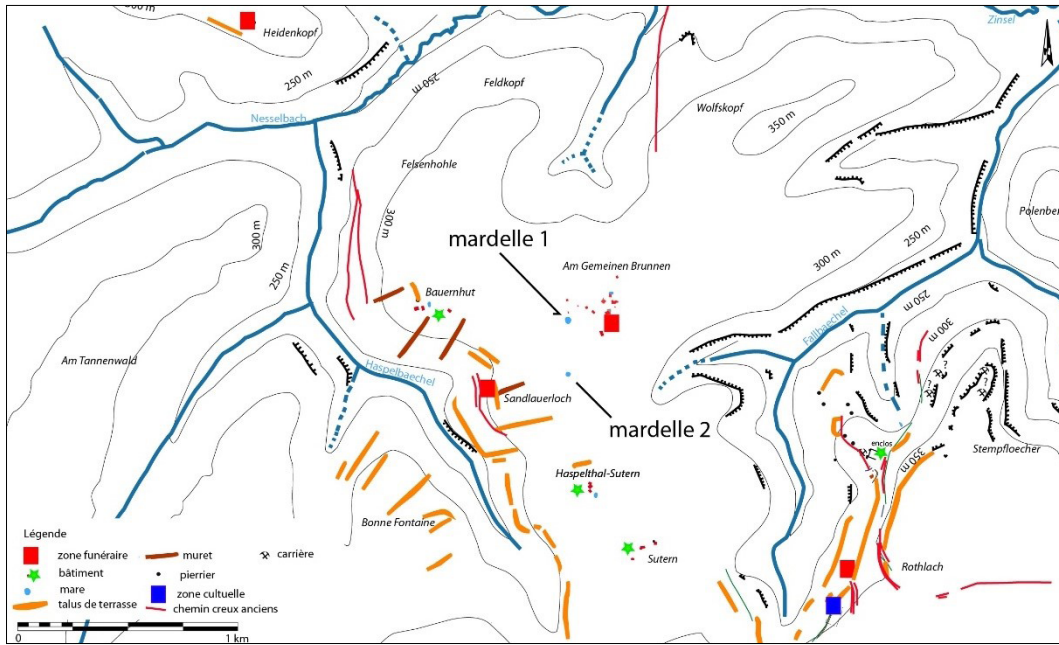 300 m
Heidenkopf
250 m
250 m
Feldkopf
Zinsel
Wolfskopf
350 m
Nesselbach
Felsenhohle
300 m
300 m
Polenber
250 m
mardelle 1
Am Gemeinen Brunnen
300 m
250 m
Bauernhut
250 m
Fallbaechel
300 m
Am Tannenwald
Haspelbaechel
Sandlauerloch
mardelle 2
?
?
enclos
Stempfloecher
350 m
Haspelthal-Sutern
Bonne Fontaine
Sutern
Rothlach
Légende
zone funéraire
muret
carrière
bâtiment
pierrier
mare
zone cultuelle
talus de terrasse
chemin creux anciens
0
1 km